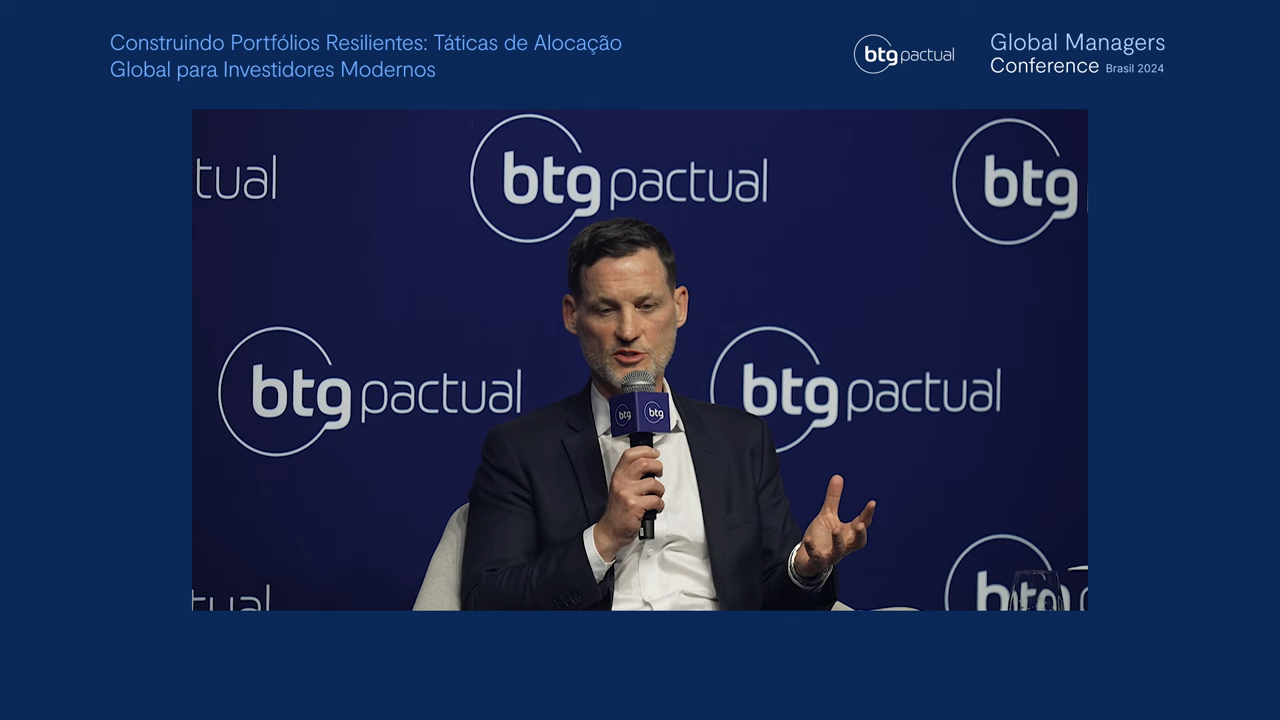 Construindo Portfólios Resilientes: Táticas de Alocação
Global para Investidores Modernos
btg pactual
Global Managers
Conference Brasil 2024
tual
btg pactual
btg
btg pactual
btg pactual
btg btg
tual
btg